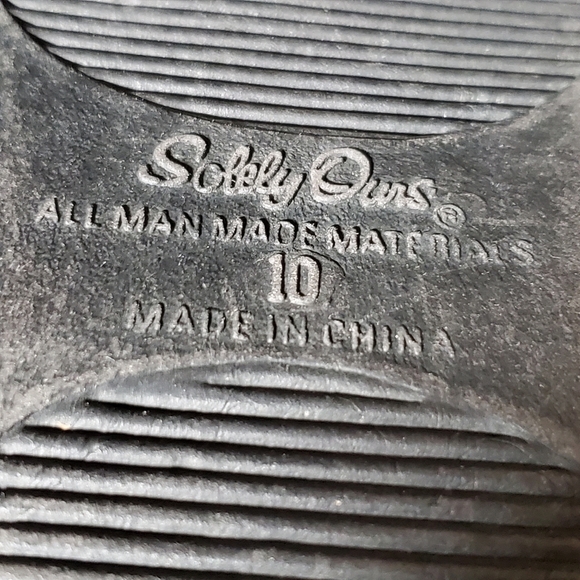 Solely Ours®
ALL MAN MADE MATERIALS
10
MADE IN CHINA